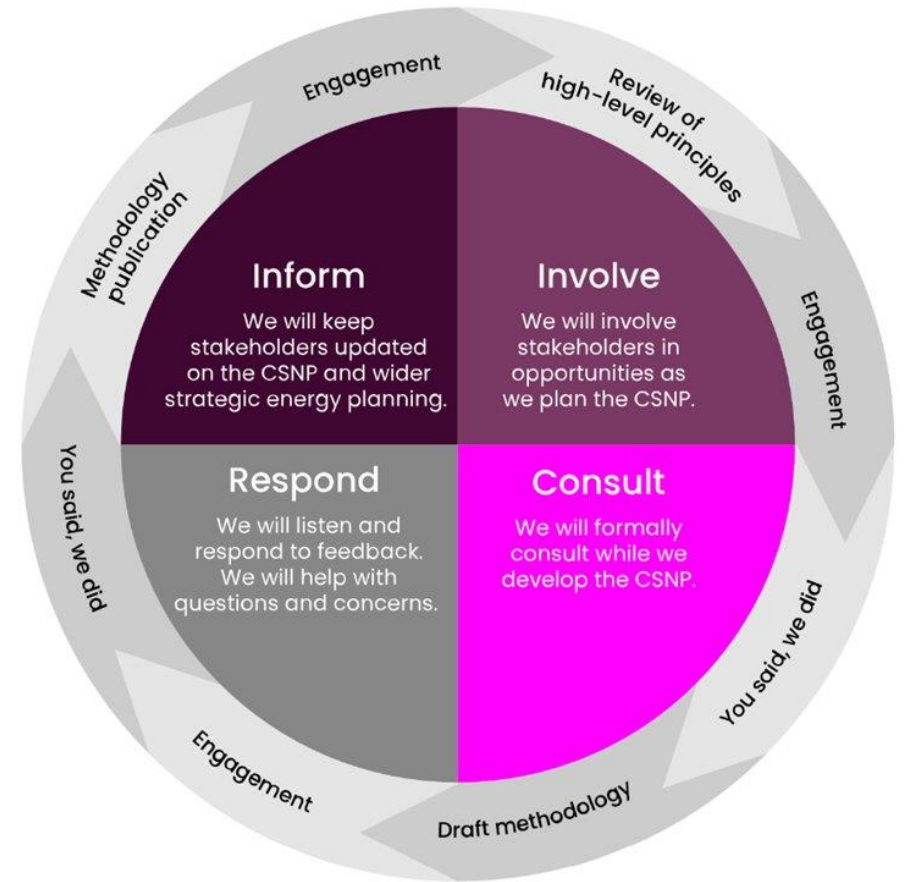 Engagement
Review of
high-level principles
Engagement
You said, we did
Draft methodology
Engagement
You said, we did
Methodology
publication
Inform
We will keep
stakeholders updated
on the CSNP and wider
strategic energy planning.
Involve
We will involve
stakeholders in
opportunities as
we plan the CSNP.
Respond
We will listen and
respond to feedback.
We will help with
questions and concerns.
Consult
We will formally
consult while we
develop the CSNP.